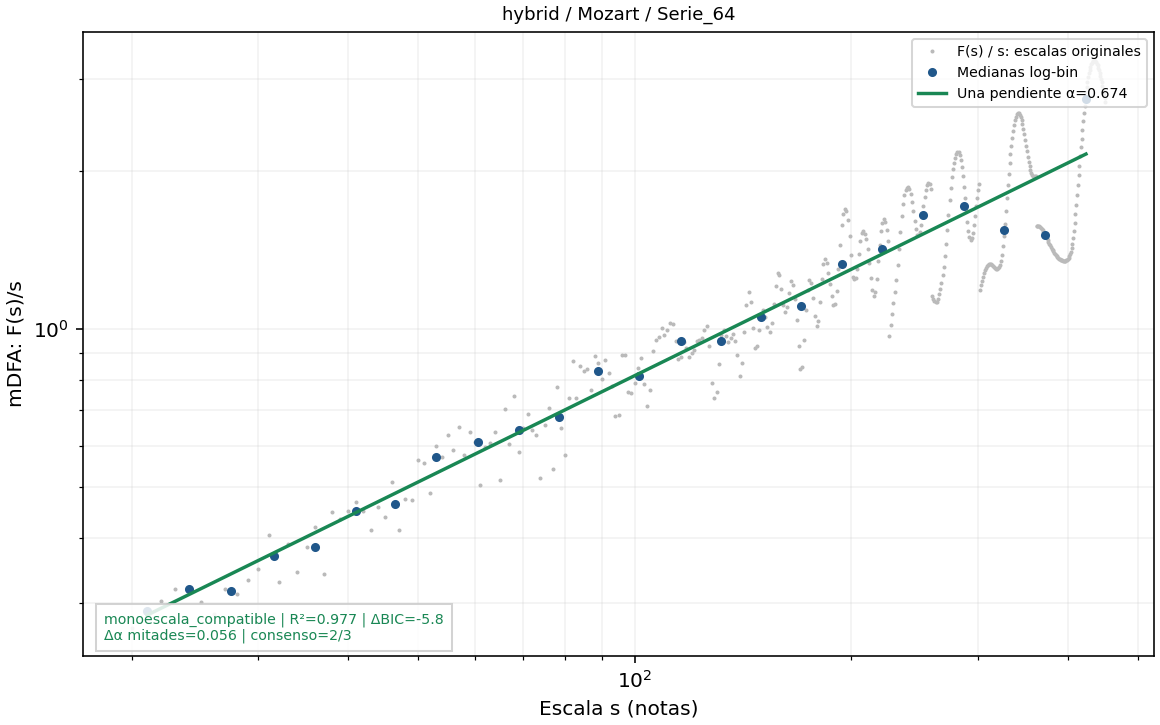 hybrid / Mozart / Serie_64
F(s) / s: escalas originales
Medianas log-bin
Una pendiente α=0.674
mDFA: F(s)/s
10⁰
monoescala_compatible | R²=0.977 | ΔBIC=-5.8
Δα mitades=0.056 | consenso=2/3
10²
Escala s (notas)